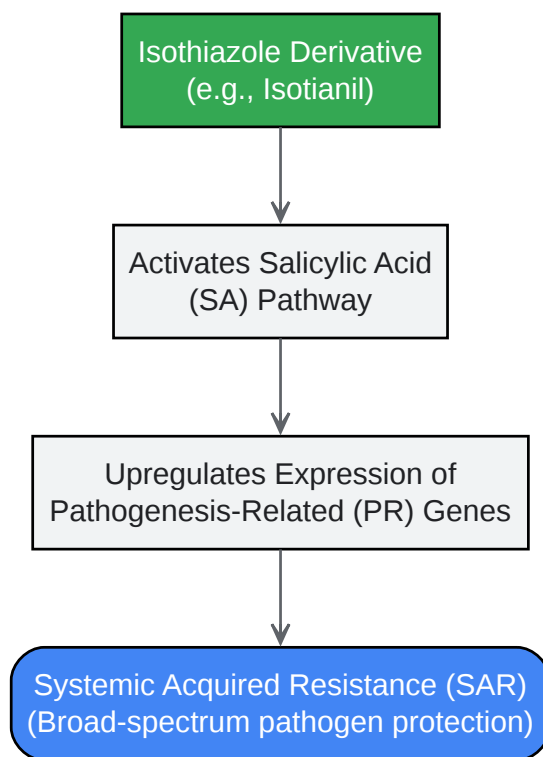 Isothiazole Derivative
(e.g., Isotianil)
Activates Salicylic Acid
(SA) Pathway
Upregulates Expression of
Pathogenesis-Related (PR) Genes
Systemic Acquired Resistance (SAR)
(Broad-spectrum pathogen protection)